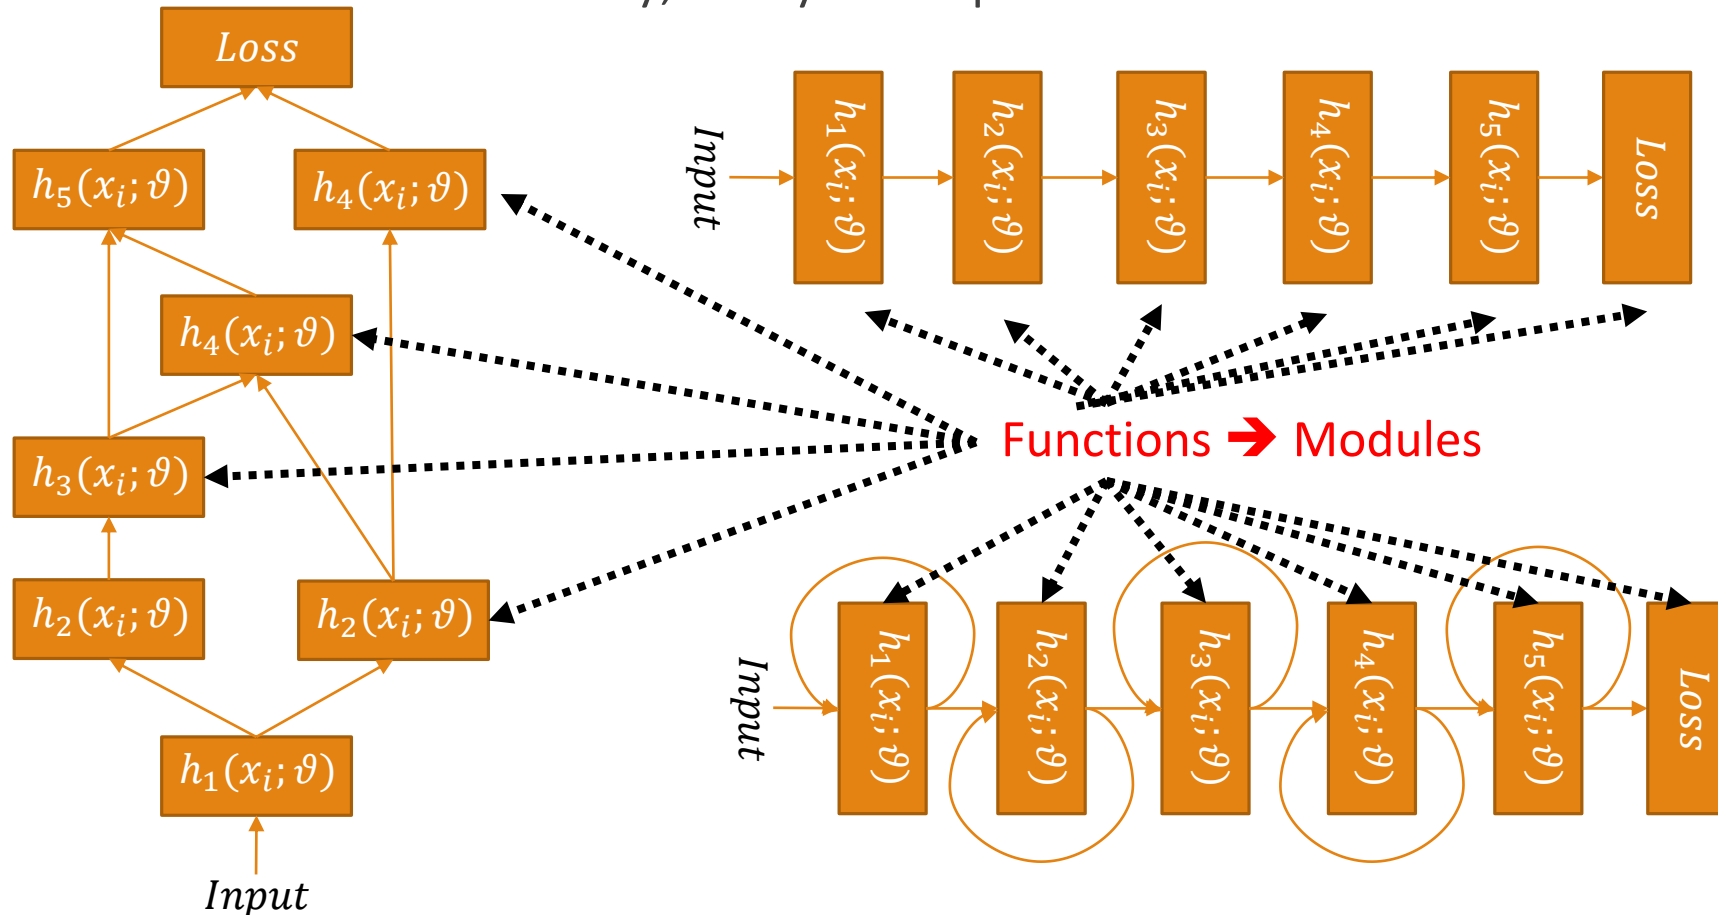 Loss
h₅(xᵢ; ϑ)
h₄(xᵢ; ϑ)
h₄(xᵢ; ϑ)
h₃(xᵢ; ϑ)
h₂(xᵢ; ϑ)
h₂(xᵢ; ϑ)
h₁(xᵢ; ϑ)
Input
Input
h₁(xᵢ; ϑ)
h₂(xᵢ; ϑ)
h₃(xᵢ; ϑ)
h₄(xᵢ; ϑ)
h₅(xᵢ; ϑ)
Loss
Functions ➔ Modules
Input
h₁(xᵢ; ϑ)
h₂(xᵢ; ϑ)
h₃(xᵢ; ϑ)
h₄(xᵢ; ϑ)
h₅(xᵢ; ϑ)
Loss